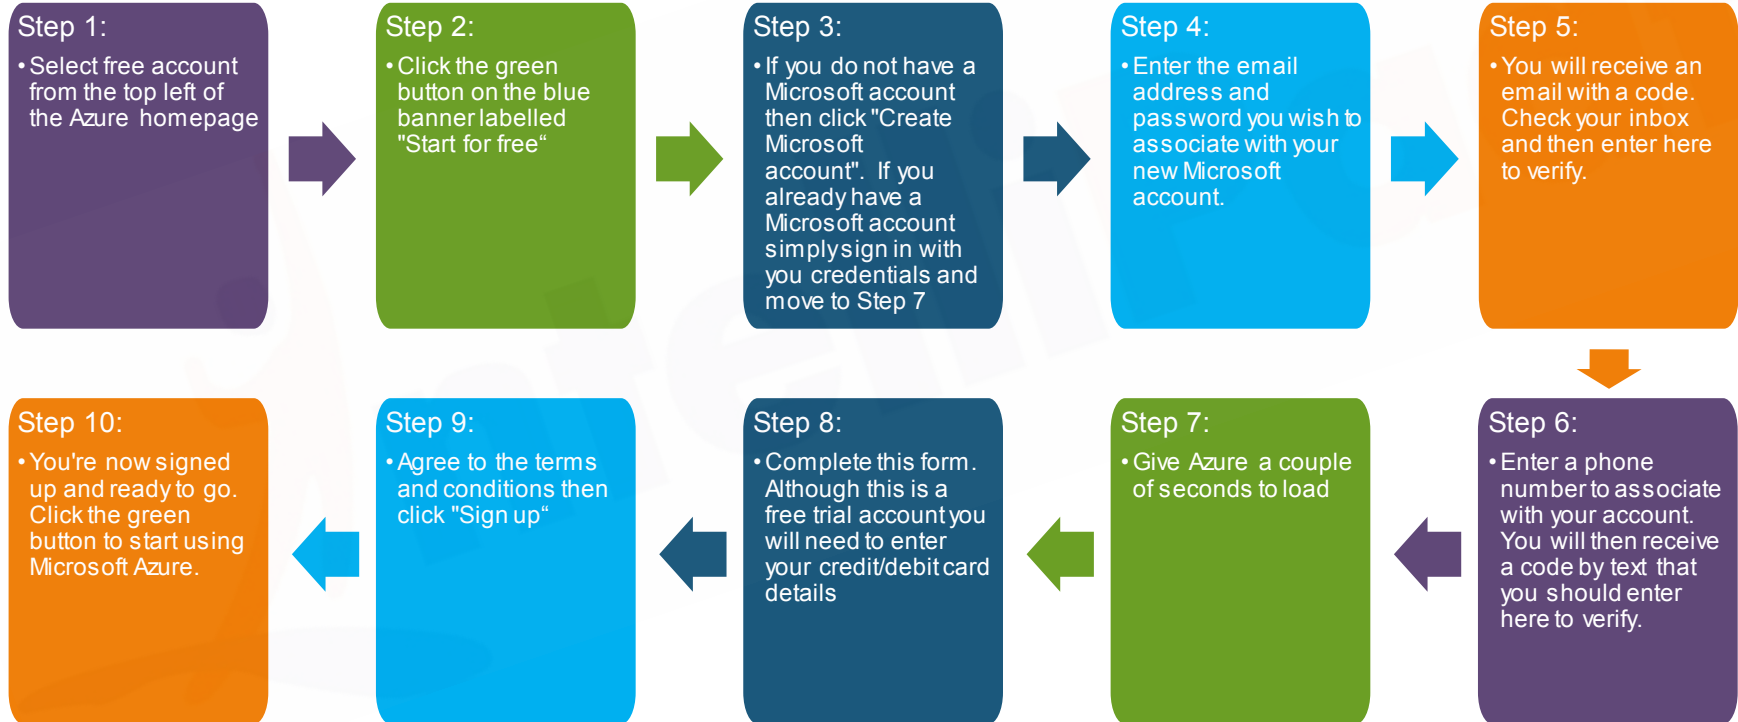 Step 1:
• Select free account
from the top left of
the Azure homepage
Step 2:
• Click the green
button on the blue
banner labelled
"Start for free“
Step 3:
• If you do not have a
Microsoft account
then click "Create
Microsoft
account". If you
already have a
Microsoft account
simply sign in with
you credentials and
move to Step 7
Step 4:
• Enter the email
address and
password you wish to
associate with your
new Microsoft
account.
Step 5:
• You will receive an
email with a code.
Check your inbox
and then enter here
to verify.
Step 6:
• Enter a phone
number to associate
with your account.
You will then receive
a code by text that
you should enter
here to verify.
Step 7:
• Give Azure a couple
of seconds to load
Step 8:
• Complete this form.
Although this is a
free trial account you
will need to enter
your credit/debit card
details
Step 9:
• Agree to the terms
and conditions then
click "Sign up“
Step 10:
• You're now signed
up and ready to go.
Click the green
button to start using
Microsoft Azure.